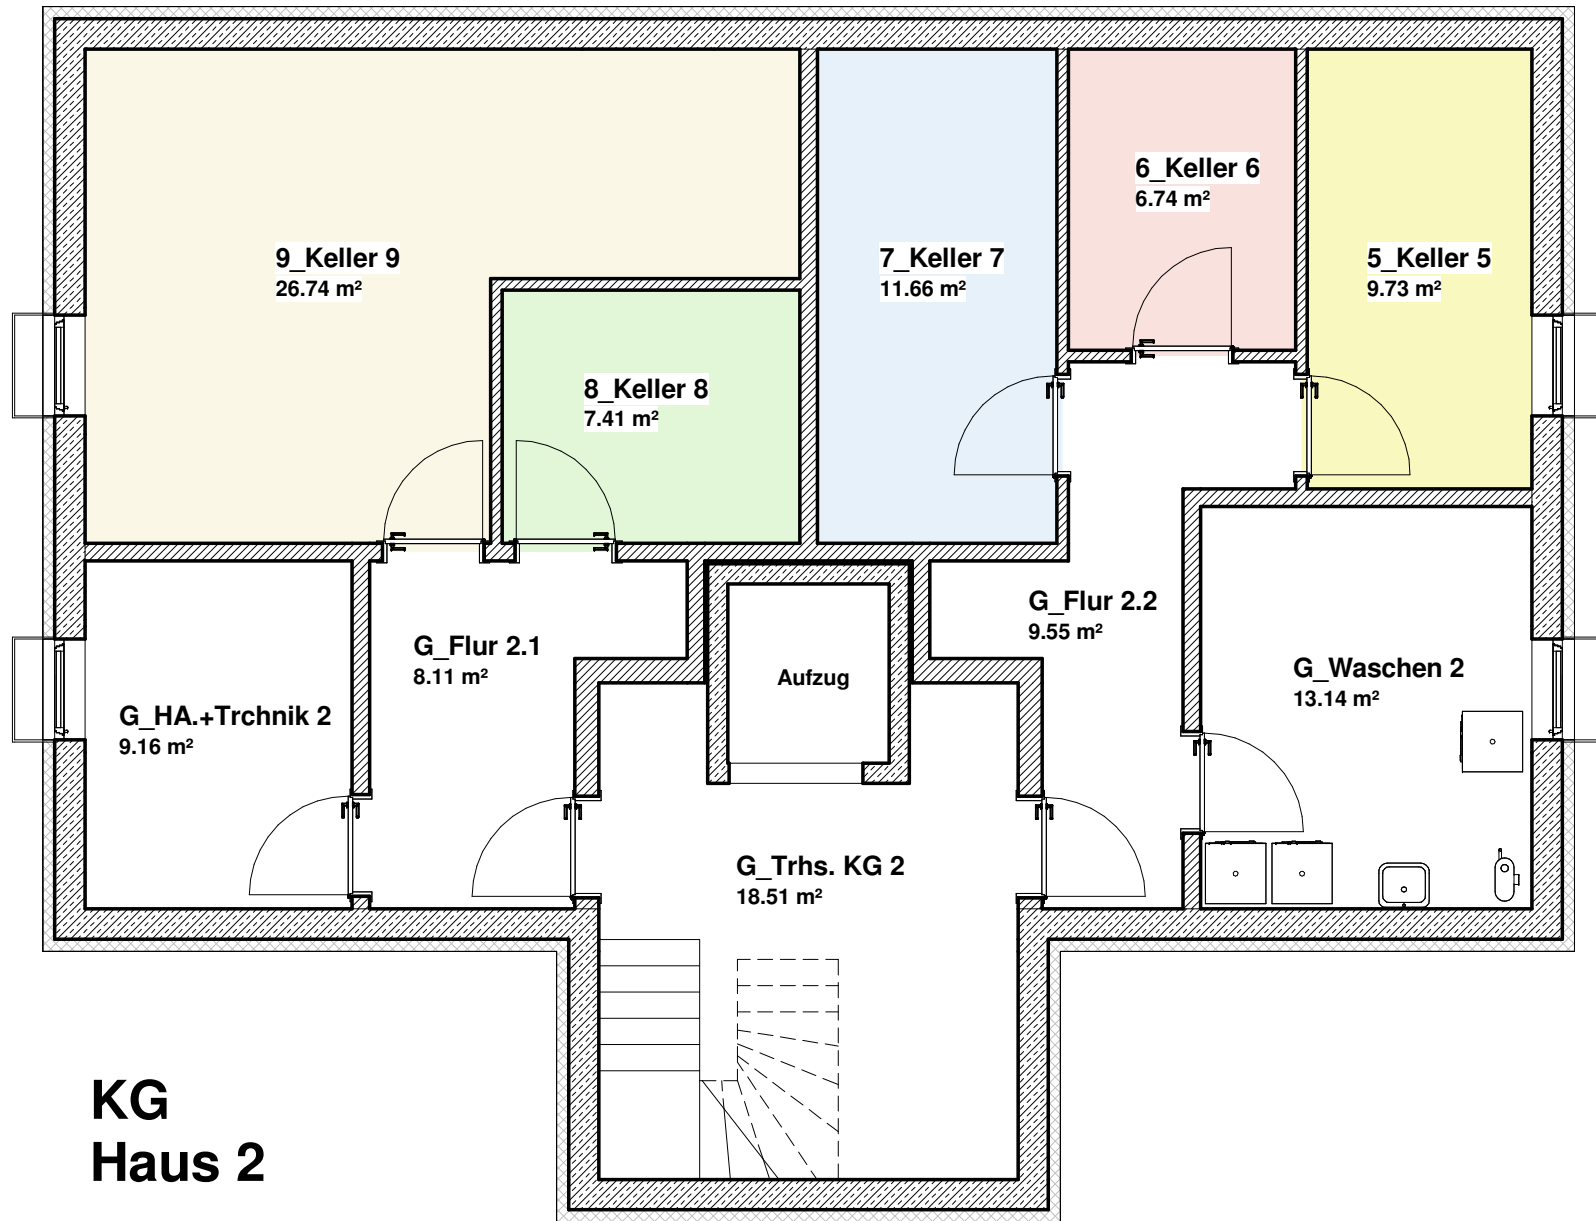 6_Keller 6
6.74 m²
9_Keller 9
26.74 m²
7_Keller 7
11.66 m²
5_Keller 5
9.73 m²
8_Keller 8
7.41 m²
G_Flur 2.2
9.55 m²
G_Flur 2.1
8.11 m²
Aufzug
G_Waschen 2
13.14 m²
G_HA.+Trchnik 2
9.16 m²
G_Trhs. KG 2
18.51 m²
KG
Haus 2